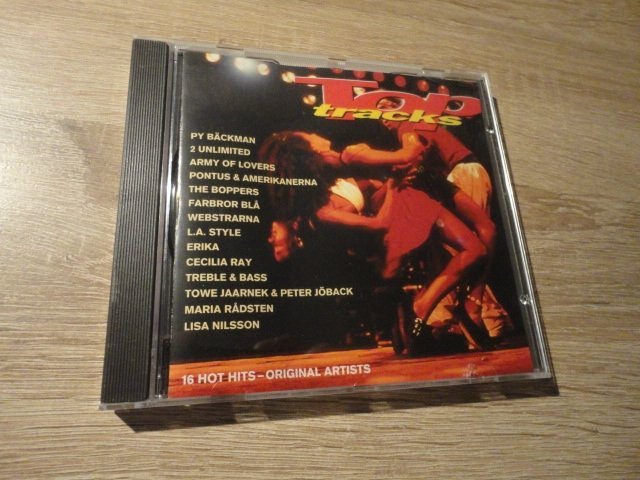 Top
tracks
PY BÄCKMAN
2 UNLIMITED
ARMY OF LOVERS
PONTUS & AMERIKANERNA
THE BOPPERS
FARBROR BLÅ
WEBSTRARNA
L.A. STYLE
ERIKA
CECILIA RAY
TREBLE & BASS
TOWE JAARNEK & PETER JÖBACK
MARIA RÅDSTEN
LISA NILSSON
16 HOT HITS – ORIGINAL ARTISTS